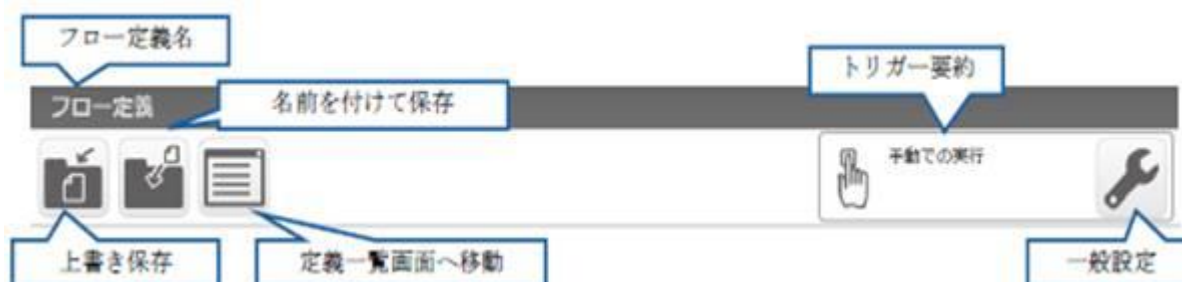 フロー定義名
トリガー要約
フロー定義
名前を付けて保存
手動での実行
上書き保存
定義一覧画面へ移動
一般設定